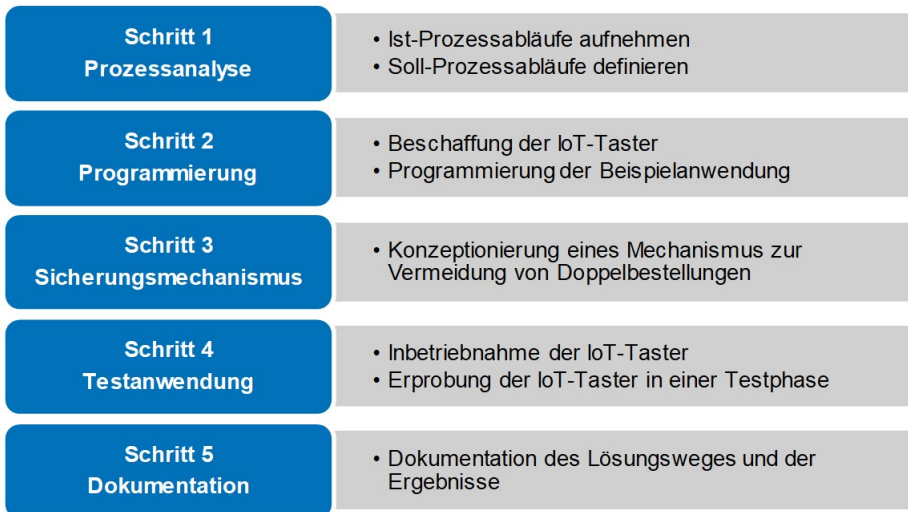 Schritt 1
Prozessanalyse
• Ist-Prozessabläufe aufnehmen
• Soll-Prozessabläufe definieren
Schritt 2
Programmierung
• Beschaffung der IoT-Taster
• Programmierung der Beispielanwendung
Schritt 3
Sicherungsmechanismus
• Konzeptionierung eines Mechanismus zur
Vermeidung von Doppelbestellungen
Schritt 4
Testanwendung
• Inbetriebnahme der IoT-Taster
• Erprobung der IoT-Taster in einer Testphase
Schritt 5
Dokumentation
• Dokumentation des Lösungsweges und der
Ergebnisse